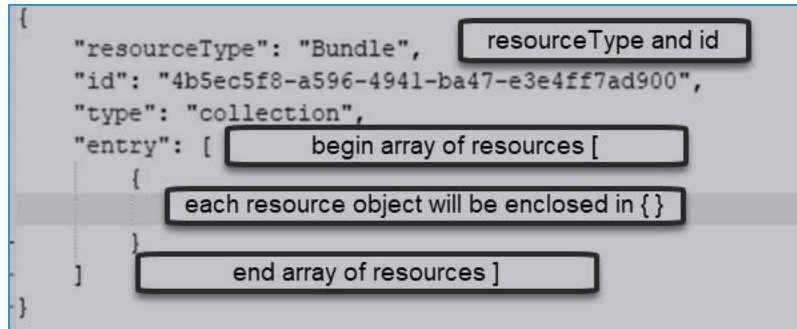 {
"resourceType": "Bundle", resourceType and id
"id": "4b5ec5f8-a596-4941-ba47-e3e4ff7ad900",
"type": "collection",
"entry": [ begin array of resources [
{
each resource object will be enclosed in { }
}
] end array of resources ]
}